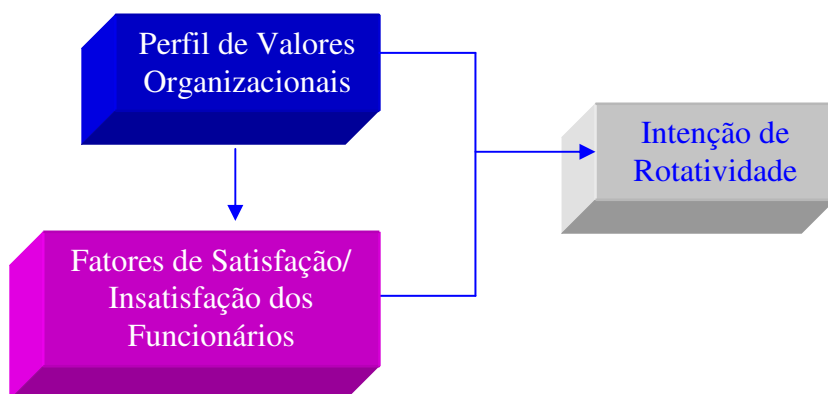 Perfil de Valores
Organizacionais
Intenção de
Rotatividade
Fatores de Satisfação/
Insatisfação dos
Funcionários